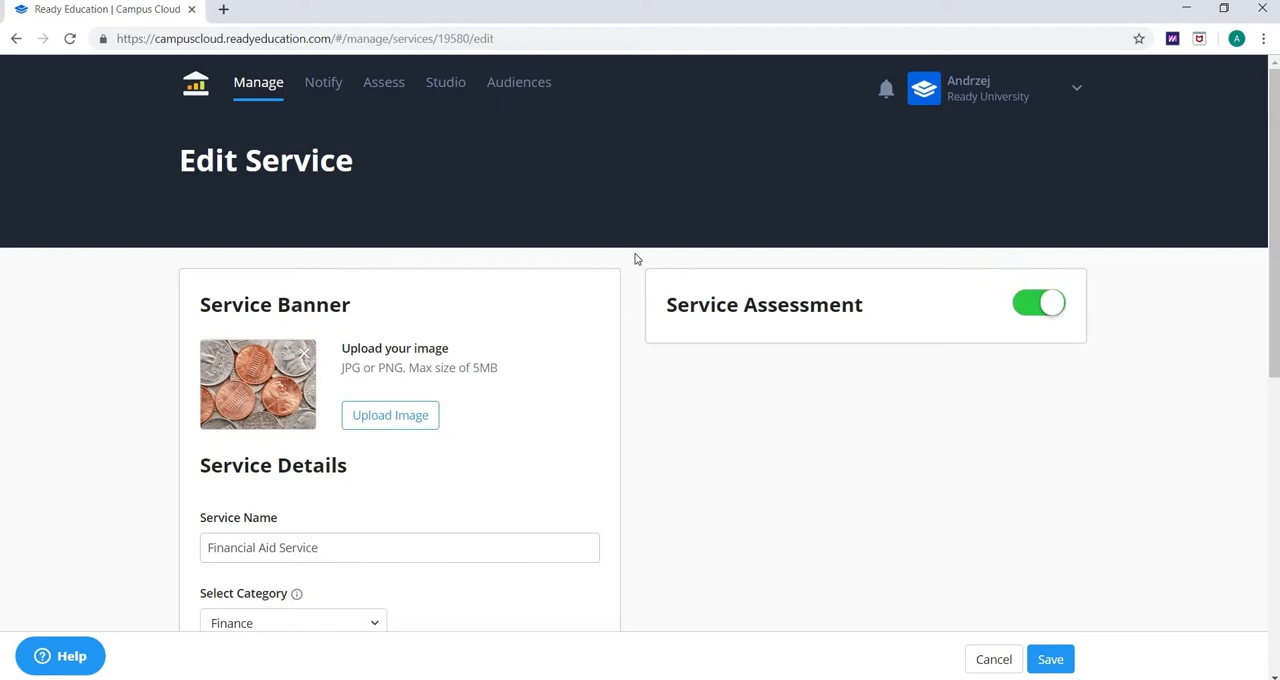 Ready Education | Campus Cloud
https://campuscloud.readyeducation.com/#/manage/services/19580/edit
A
Manage Notify Assess Studio Audiences
Andrzej
Ready University
Edit Service
Service Banner
Service Assessment
Upload your image
JPG or PNG. Max size of 5MB
Upload Image
Service Details
Service Name
Financial Aid Service
Select Category
Finance
Help
Cancel
Save